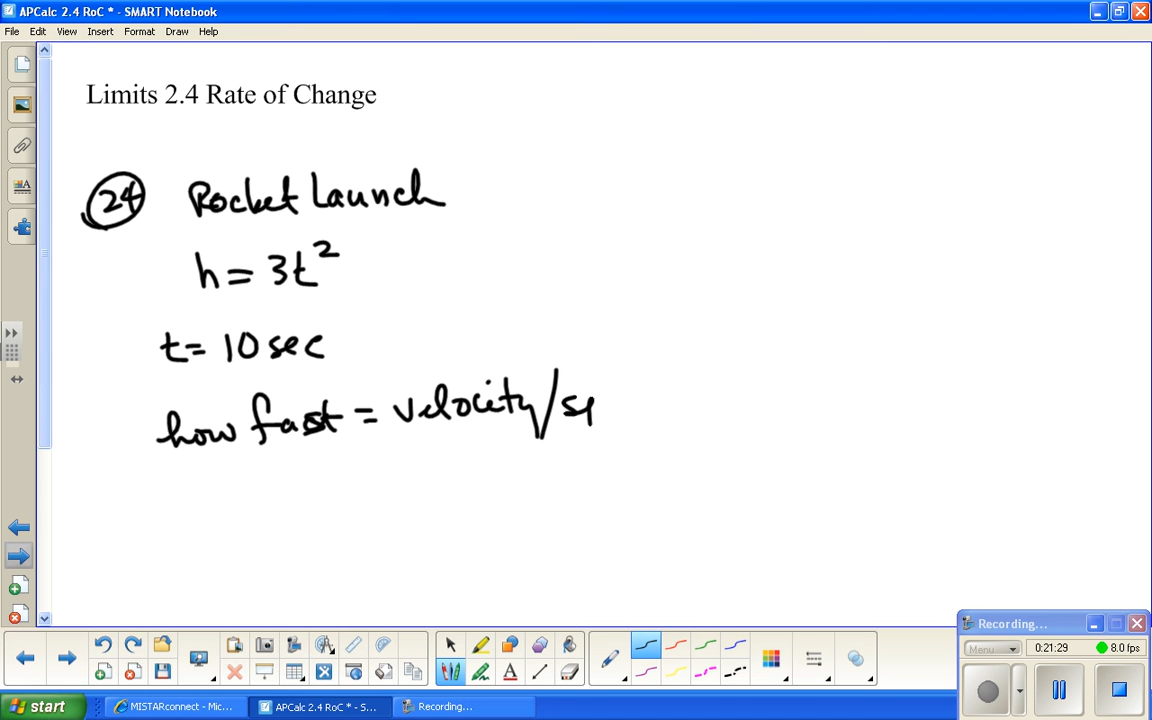 APCalc 2.4 RoC * - SMART Notebook
File Edit View Insert Format Draw Help
Limits 2.4 Rate of Change
24 Rocket Launch
h = 3t²
t = 10 sec
how fast = velocity/sp
Recording...
Menu 0:21:29 8.0 fps
start MISTARconnect - Mic... APCalc 2.4 RoC * - S... Recording...